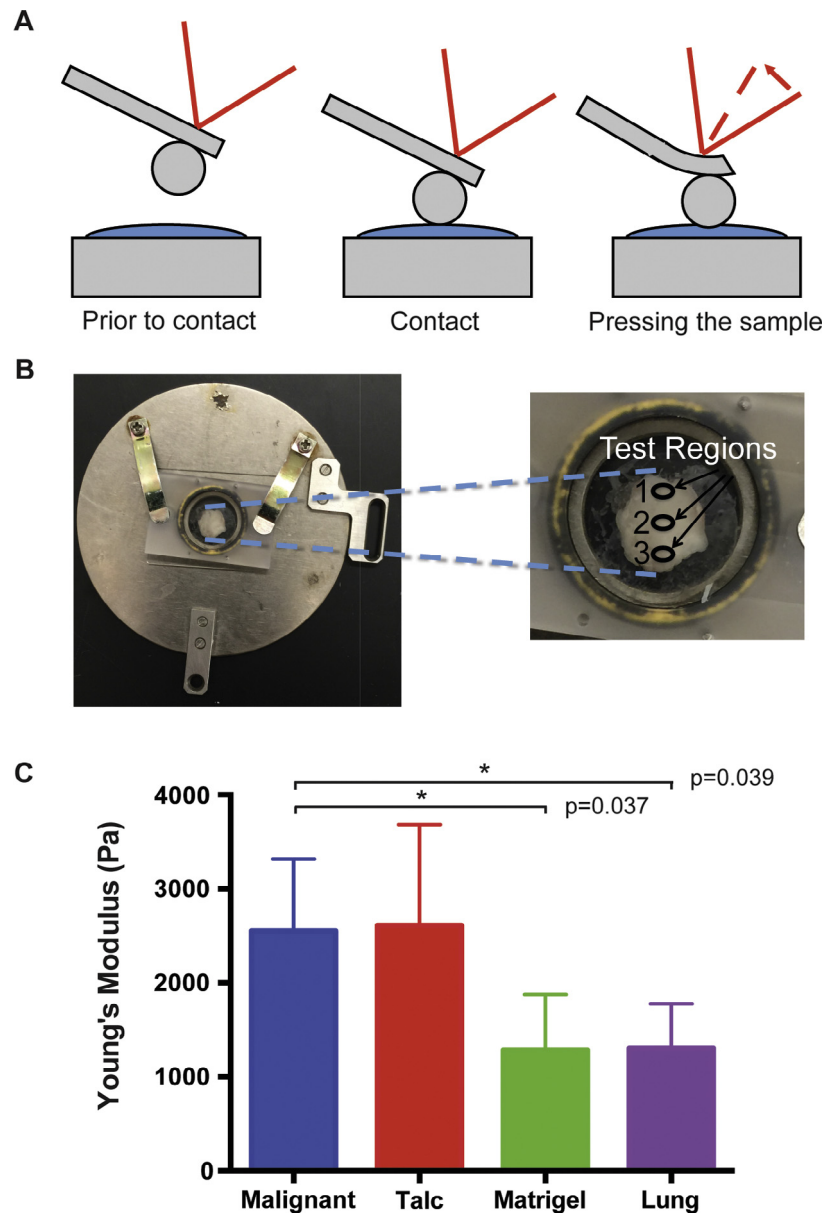 A
Prior to contact
Contact
Pressing the sample
B
Test Regions
1
2
3
C
*
p=0.039
*
p=0.037
4000
3000
2000
1000
0
Young's Modulus (Pa)
Malignant
Talc
Matrigel
Lung